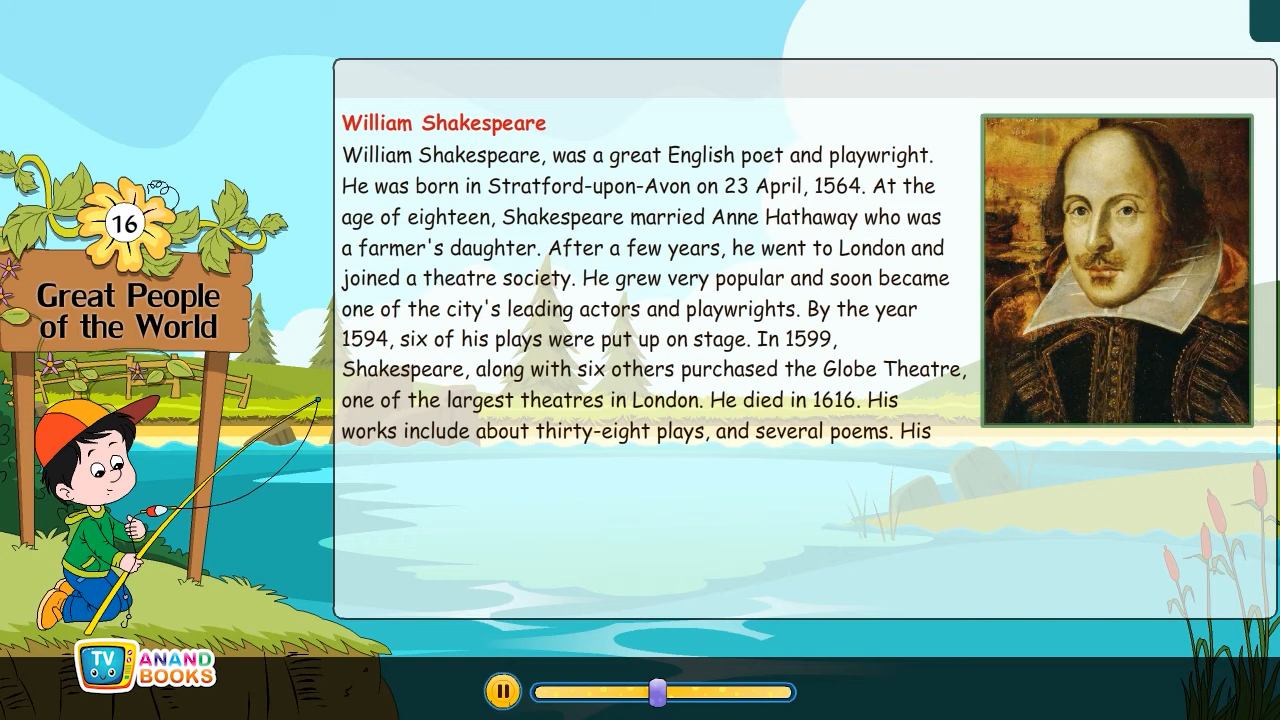 William Shakespeare
William Shakespeare, was a great English poet and playwright.
He was born in Stratford-upon-Avon on 23 April, 1564. At the
age of eighteen, Shakespeare married Anne Hathaway who was
a farmer's daughter. After a few years, he went to London and
joined a theatre society. He grew very popular and soon became
one of the city's leading actors and playwrights. By the year
1594, six of his plays were put up on stage. In 1599,
Shakespeare, along with six others purchased the Globe Theatre,
one of the largest theatres in London. He died in 1616. His
works include about thirty-eight plays, and several poems. His
16
Great People
of the World
TV
ANAND
BOOKS